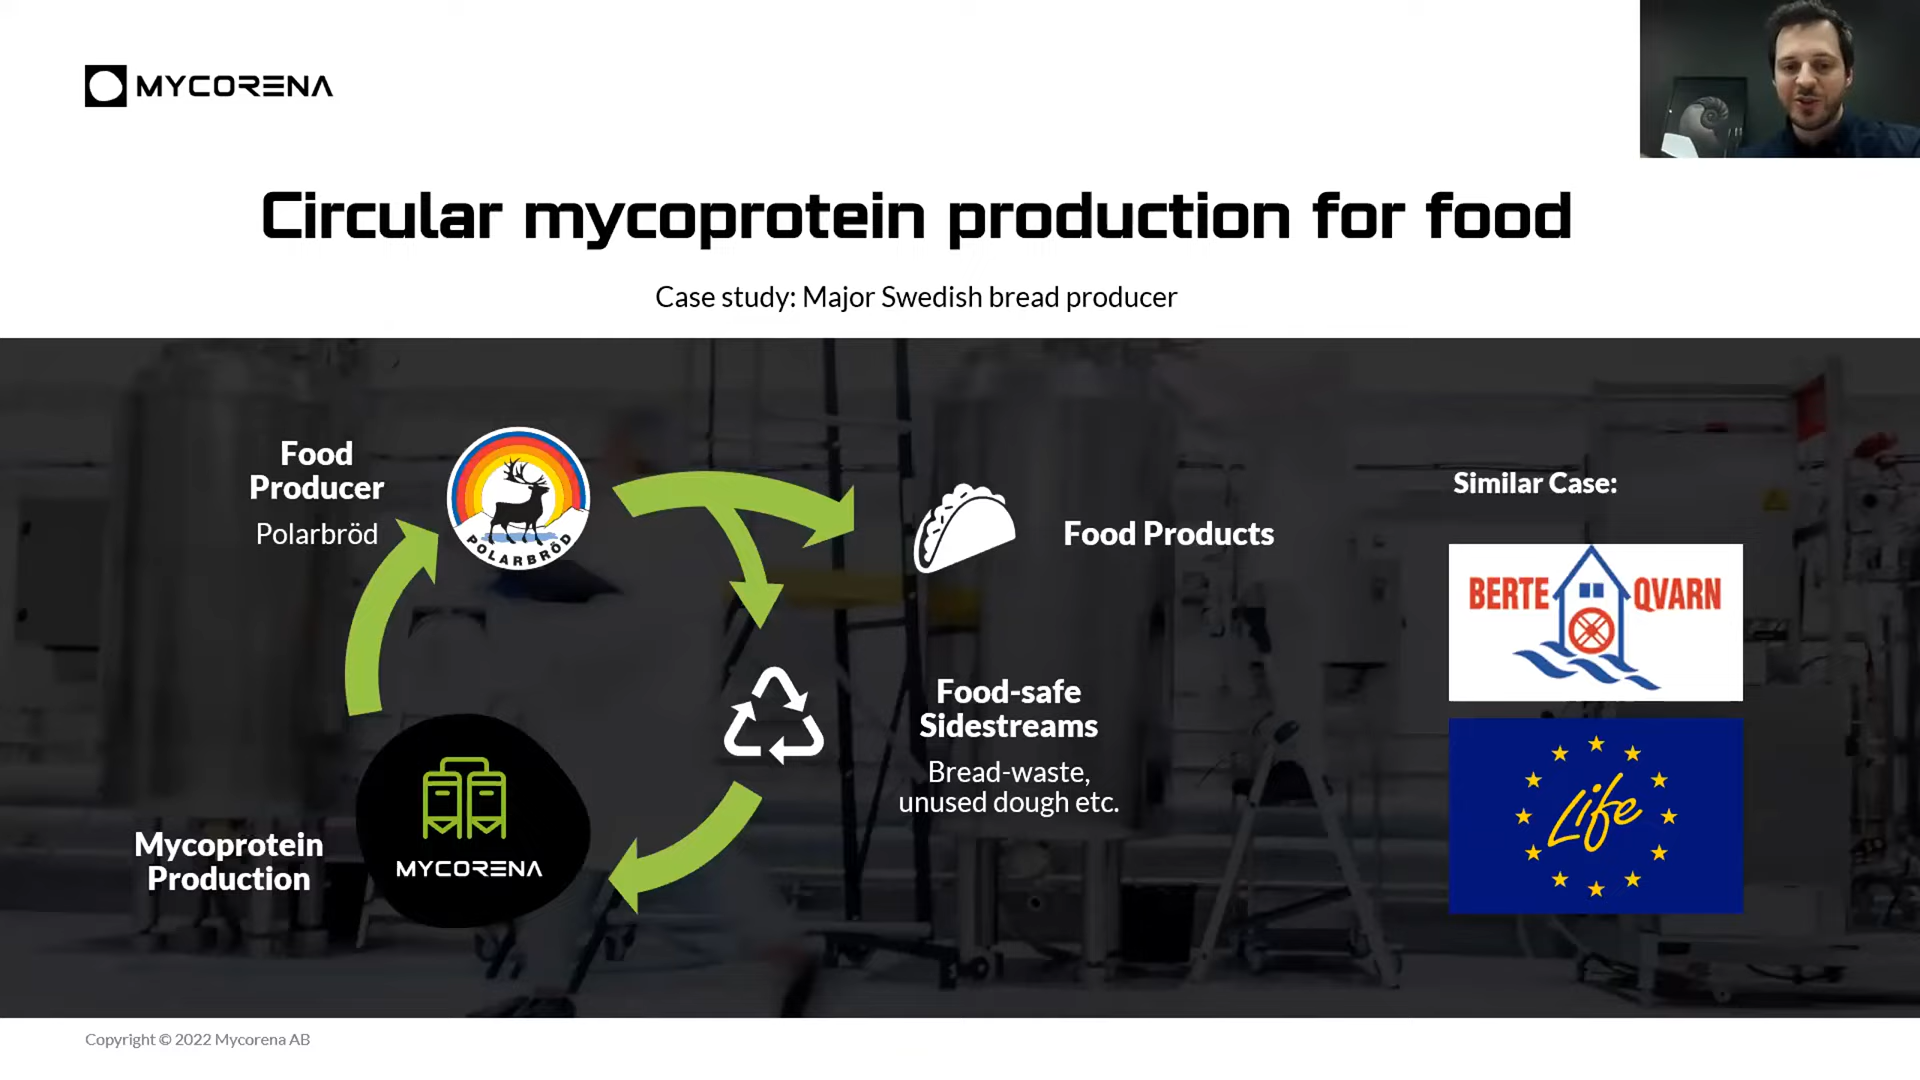 MYCORENA
Circular mycoprotein production for food
Case study: Major Swedish bread producer
Food
Producer
Polarbröd
POLARBRÖD
Food Products
Similar Case:
BERTE QVARN
Food-safe
Sidestreams
Bread-waste,
unused dough etc.
Life
Mycoprotein
Production
MYCORENA
Copyright © 2022 Mycorena AB